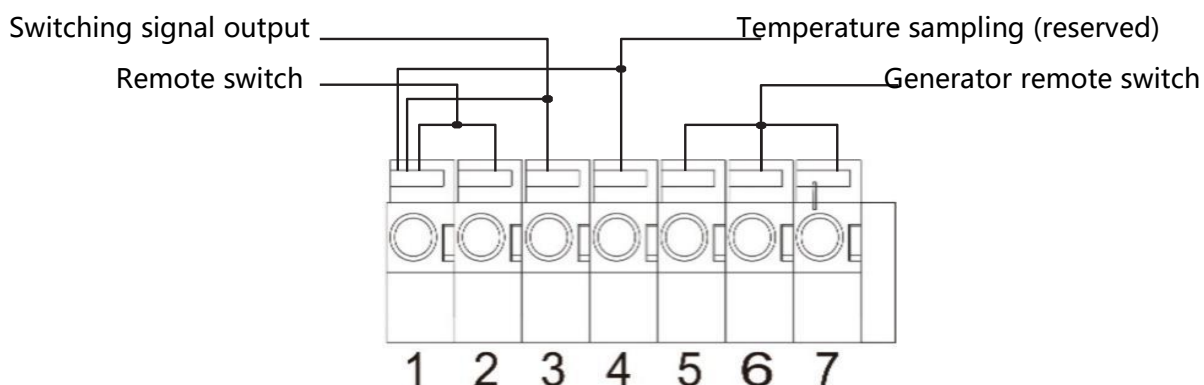 Switching signal output
Temperature sampling (reserved)
Remote switch
Generator remote switch
1 2 3 4 5 6 7